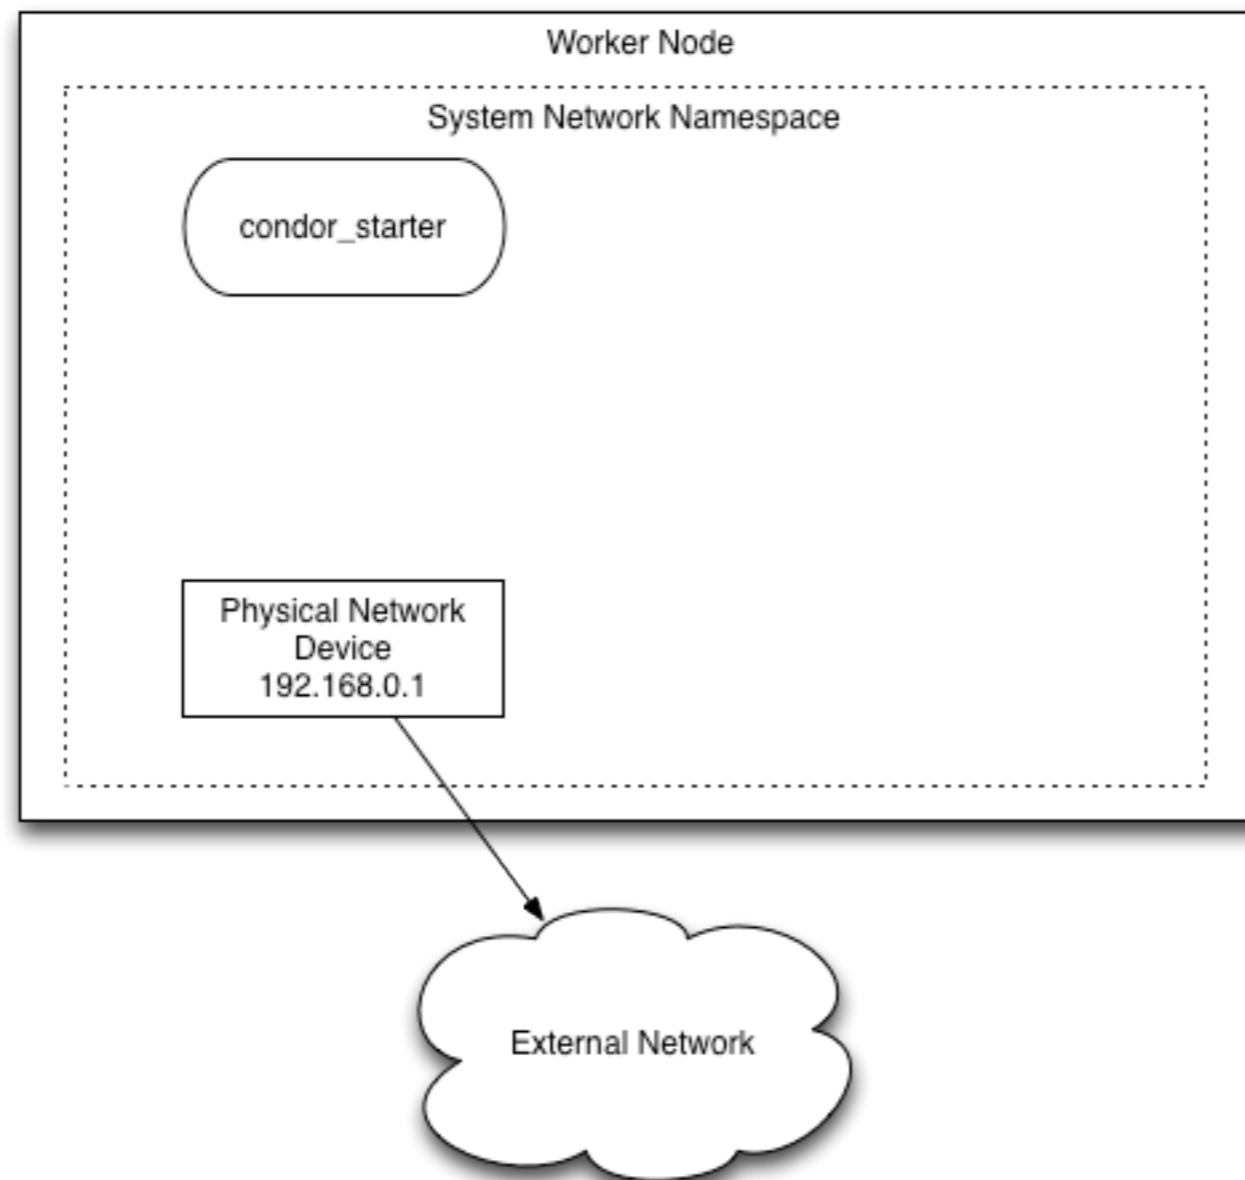 Worker Node
System Network Namespace
condor_starter
Physical Network
Device
192.168.0.1
External Network